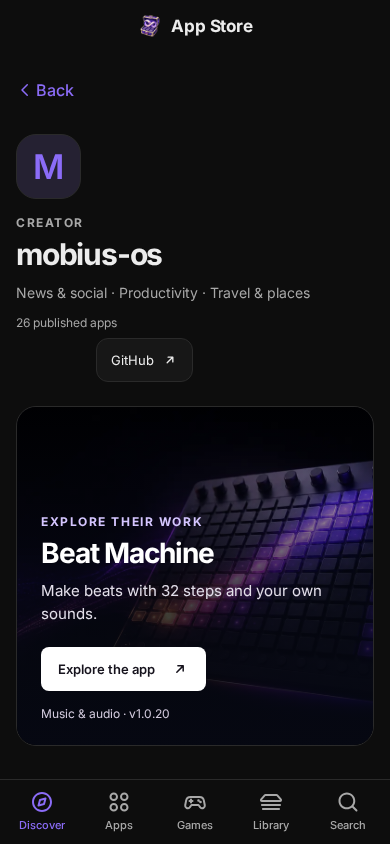 App Store
Back
M
CREATOR
mobius-os
News & social · Productivity · Travel & places
26 published apps
GitHub
EXPLORE THEIR WORK
Beat Machine
Make beats with 32 steps and your own
sounds.
Explore the app
Music & audio · v1.0.20
Discover
Apps
Games
Library
Search